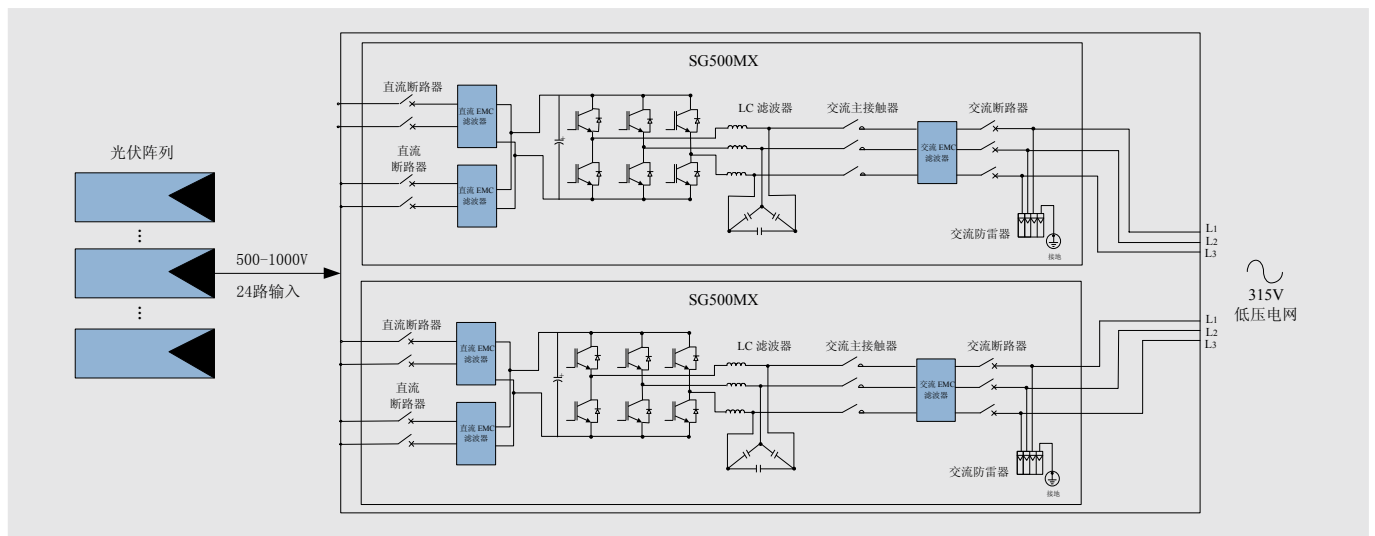 光伏阵列
500-1000V
24路输入
SG500MX
直流断路器
直流 EMC
滤波器
直流
断路器
直流 EMC
滤波器
LC 滤波器
交流主接触器
交流 EMC
滤波器
交流断路器
交流防雷器
接地
L1
L2
L3
SG500MX
直流断路器
直流 EMC
滤波器
直流
断路器
直流 EMC
滤波器
LC 滤波器
交流主接触器
交流 EMC
滤波器
交流断路器
交流防雷器
接地
L1
L2
L3
315V
低压电网